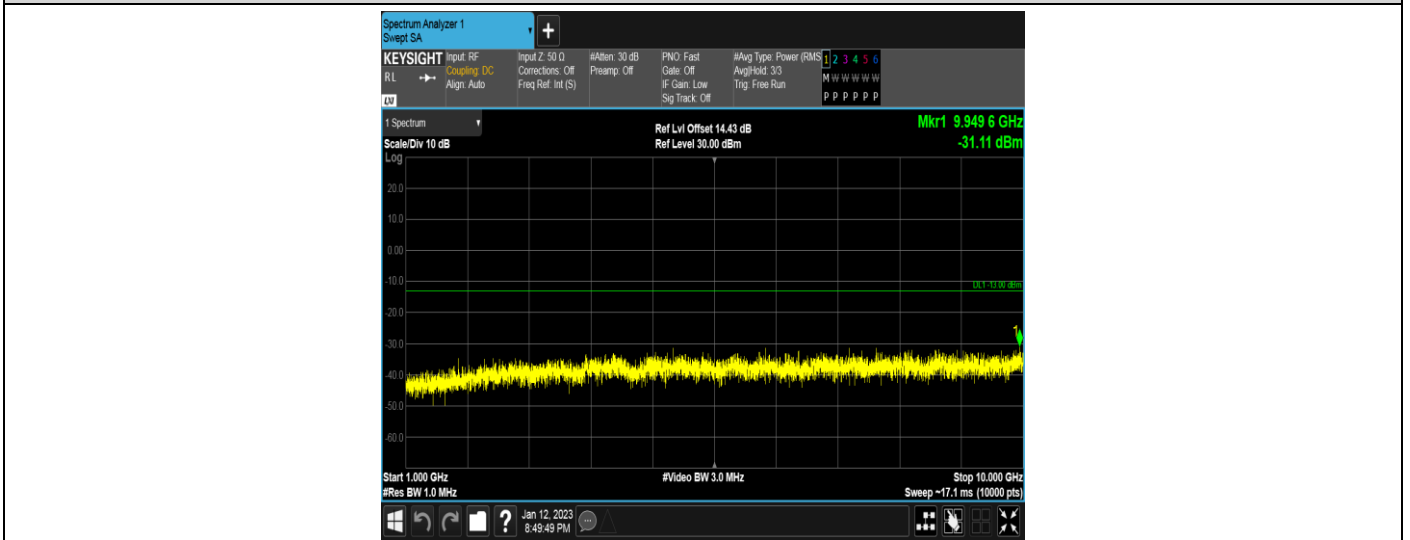 Spectrum Analyzer 1
Swept SA
+
KEYSIGHT Input: RF Input Z: 50 Ω #Atten: 30 dB PNO: Fast #Avg Type: Power (RMS 1 2 3 4 5 6
RL Coupling: DC Corrections: Off Preamp: Off Gate: Off Avg|Hold: 3/3 M W W W W W
Align: Auto Freq Ref: Int (S) IF Gain: Low Trig: Free Run
LXI Sig Track: Off P P P P P P
1 Spectrum
Ref Lvl Offset 14.43 dB Mkr1 9.949 6 GHz
Scale/Div 10 dB Ref Level 30.00 dBm -31.11 dBm
Log
20.0
10.0
0.00
-10.0
DL1 -13.00 dBm
-20.0
1
-30.0
-40.0
-50.0
-60.0
Start 1.000 GHz #Video BW 3.0 MHz Stop 10.000 GHz
#Res BW 1.0 MHz Sweep ~17.1 ms (10000 pts)
? Jan 12, 2023
8:49:49 PM